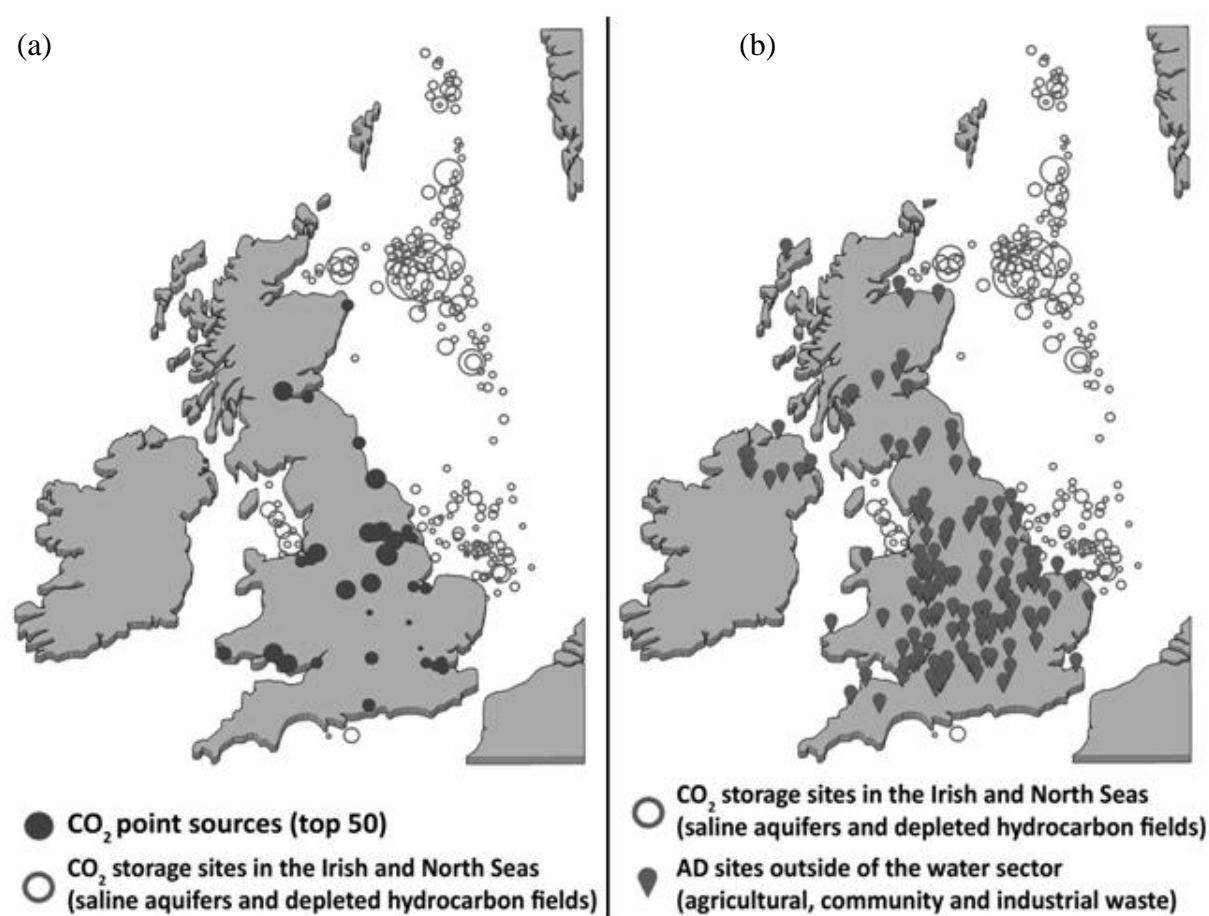 (a)
CO₂ point sources (top 50)
CO₂ storage sites in the Irish and North Seas
(saline aquifers and depleted hydrocarbon fields)
(b)
CO₂ storage sites in the Irish and North Seas
(saline aquifers and depleted hydrocarbon fields)
AD sites outside of the water sector
(agricultural, community and industrial waste)